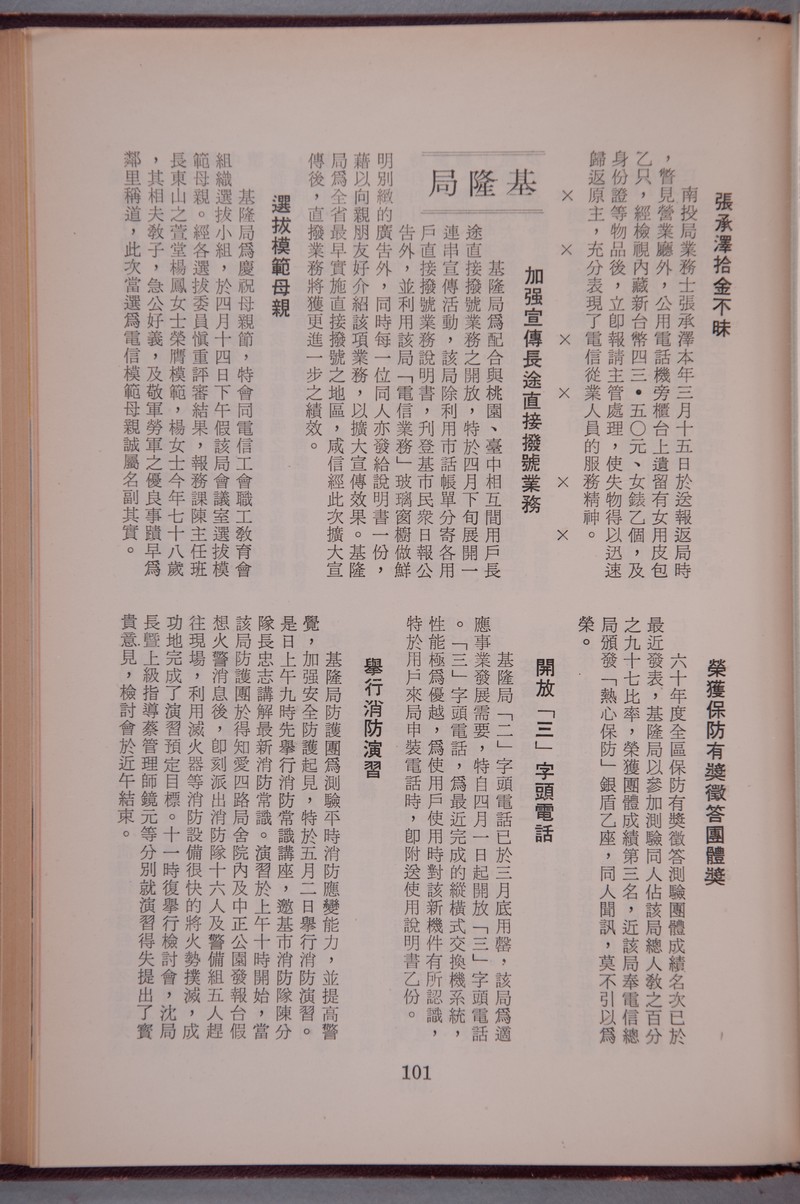 張承澤拾金不昧
南投局業務士張承澤本年三月十五日於送報返局時
，瞥見營業廳外，公用電話機旁櫃台上遺留有女用皮包
乙只，經檢視內藏新台幣四三・五〇元、女錶乙個，及
身份證等物品後，立卽報請主管處理，使失物得以迅速
歸返原主，充分表現了電信從業人員的服務精神。
× × × × × ×
基隆局
加强宣傳長途直接撥號業務
基隆局爲配合與桃園、臺中相互間用戶長
途直接撥號業務之開放，特於四月下旬展開一
連串宣傳活動，該局除利用市話帳單分寄各用
戶直接撥號業務說明書，刋登基市民衆日報公
告外，並利用該局「電信業務」玻璃窗櫥做鮮
明別緻的廣告外，同時每一位同人亦發給說明書一份，
藉以向親朋友好介紹該項業務，以擴大宣傳效果。基隆
局爲全省最早實施直接撥號之地區，咸信經此次擴大宣
傳後，直撥業務將獲更進一步之績效。
選拔模範母親
基隆局爲慶祝母親節，特會同電信工會職工敎育會
組織選拔小組，於四月十四日下午假該局會議室選拔模
範母親。經各選拔委員愼重評審結果，報務課陳主任班
長東山之萱堂楊鳳女士榮膺模範，楊女士今年七十八歲
，其相夫敎子，急公好義，及敬軍勞軍之優良事蹟早爲
鄰里稱道，此次當選爲電信模範母親誠屬名副其實。
榮獲保防有獎徵答團體獎
六十年度全區保防有獎徵答測驗團體成績名次已於
最近發表，基隆局以參加測驗同人佔該局總人敎之百分
之九十七比率，榮獲團體成績第三名，近該局奉電信總
局頒發「熱心保防」銀盾乙座，同人聞訊，莫不引以爲
榮。
開放「三」字頭電話
基隆局「二」字頭電話已於三月底用罄，該局爲適
應事業發展需要，特自四月一日起開放「三」字頭電話
。「三」字頭電話，爲最近完成的縱橫式交換機系統，
性能極爲優越，爲使用戶使用時對該新機件有所認識，
特於用戶來局申裝電話時，卽附送使用說明書乙份。
舉行消防演習
基隆局防護團爲測驗平時消防應變能力，並提高警
覺，加强安全防護起見，特於五月二日舉行消防演習。
是日上午九時先舉行消防常識講座，邀基市消防隊陳分
隊長忠志講解最新消防常識。演習於上午十時開始，當
該局防護團於得知愛四路局舍院內及中正公園發報台假
想火警消息後，卽刻派出消防隊十六人及警備組五人趕
往現場，利用滅火器等消防設備很快的將火勢撲滅，成
功地完成了演習預定目標。十一時復舉行檢討會，沈局
長曁上級指導蔡管理師鏡元等分別就演習得失提出了寶
貴意見，檢討會於近午結束。
101